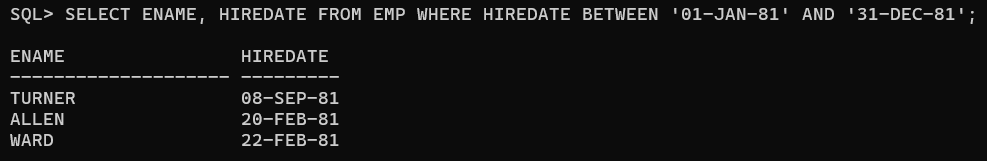 SQL> SELECT ENAME, HIREDATE FROM EMP WHERE HIREDATE BETWEEN '01-JAN-81' AND '31-DEC-81';
ENAME                HIREDATE
-------------------- ---------
TURNER               08-SEP-81
ALLEN                20-FEB-81
WARD                 22-FEB-81